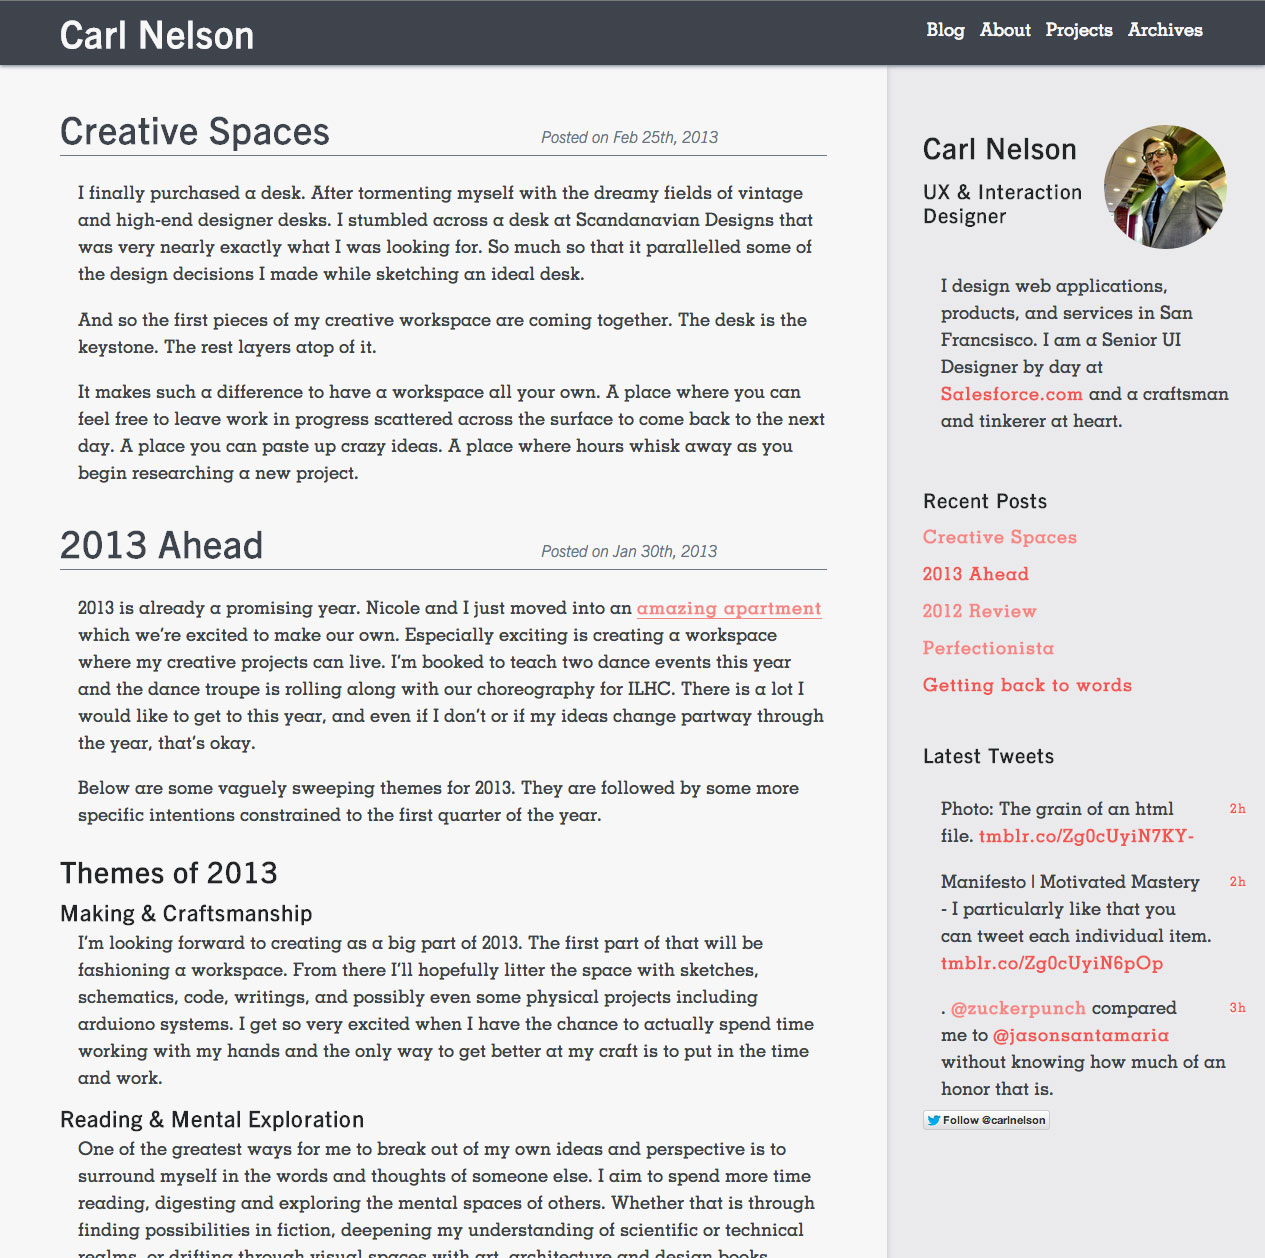 Carl Nelson
Blog About Projects Archives
Creative Spaces
Posted on Feb 25th, 2013
I finally purchased a desk. After tormenting myself with the dreamy fields of vintage
and high-end designer desks. I stumbled across a desk at Scandanavian Designs that
was very nearly exactly what I was looking for. So much so that it parallelled some of
the design decisions I made while sketching an ideal desk.
And so the first pieces of my creative workspace are coming together. The desk is the
keystone. The rest layers atop of it.
It makes such a difference to have a workspace all your own. A place where you can
feel free to leave work in progress scattered across the surface to come back to the next
day. A place you can paste up crazy ideas. A place where hours whisk away as you
begin researching a new project.
2013 Ahead
Posted on Jan 30th, 2013
2013 is already a promising year. Nicole and I just moved into an amazing apartment
which we're excited to make our own. Especially exciting is creating a workspace
where my creative projects can live. I'm booked to teach two dance events this year
and the dance troupe is rolling along with our choreography for ILHC. There is a lot I
would like to get to this year, and even if I don't or if my ideas change partway through
the year, that's okay.
Below are some vaguely sweeping themes for 2013. They are followed by some more
specific intentions constrained to the first quarter of the year.
Themes of 2013
Making & Craftsmanship
I'm looking forward to creating as a big part of 2013. The first part of that will be
fashioning a workspace. From there I'll hopefully litter the space with sketches,
schematics, code, writings, and possibly even some physical projects including
arduiono systems. I get so very excited when I have the chance to actually spend time
working with my hands and the only way to get better at my craft is to put in the time
and work.
Reading & Mental Exploration
One of the greatest ways for me to break out of my own ideas and perspective is to
surround myself in the words and thoughts of someone else. I aim to spend more time
reading, digesting and exploring the mental spaces of others. Whether that is through
finding possibilities in fiction, deepening my understanding of scientific or technical
realms, or drifting through visual spaces with art, architecture and design books
Carl Nelson
UX & Interaction
Designer
I design web applications,
products, and services in San
Francsisco. I am a Senior UI
Designer by day at
Salesforce.com and a craftsman
and tinkerer at heart.
Recent Posts
Creative Spaces
2013 Ahead
2012 Review
Perfectionista
Getting back to words
Latest Tweets
Photo: The grain of an html 2h
file. tmblr.co/Zg0cUyiN7KY-
Manifesto | Motivated Mastery 2h
- I particularly like that you
can tweet each individual item.
tmblr.co/Zg0cUyiN6pOp
. @zuckerpunch compared 3h
me to @jasonsantamaria
without knowing how much of an
honor that is.
Follow @carlnelson